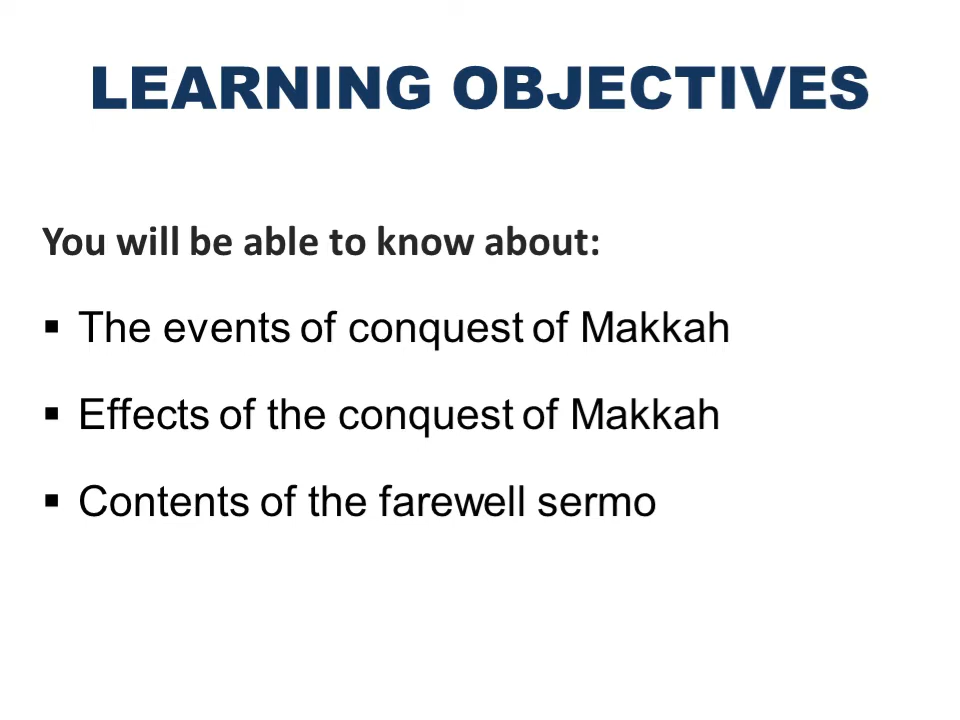 LEARNING OBJECTIVES
You will be able to know about:
▪ The events of conquest of Makkah
▪ Effects of the conquest of Makkah
▪ Contents of the farewell sermo